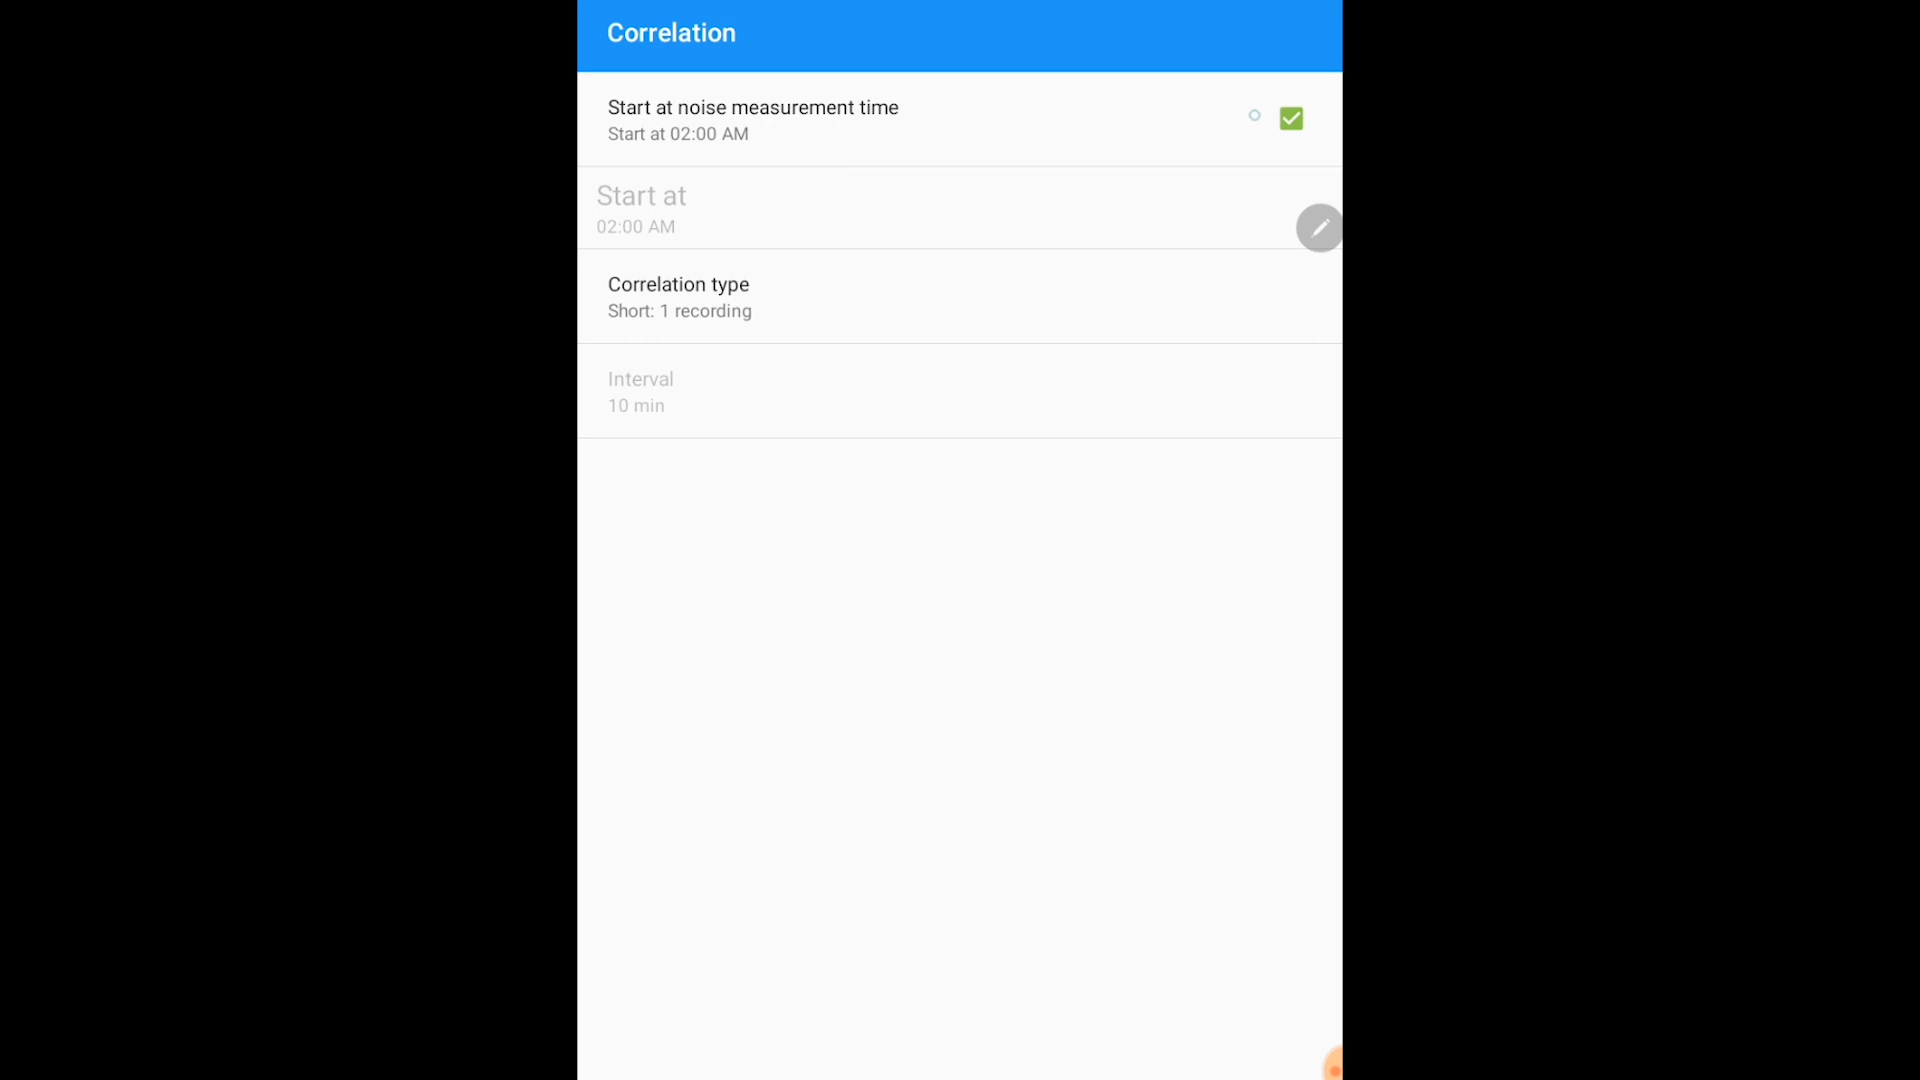 Correlation
Start at noise measurement time
Start at 02:00 AM
Start at
02:00 AM
Correlation type
Short: 1 recording
Interval
10 min